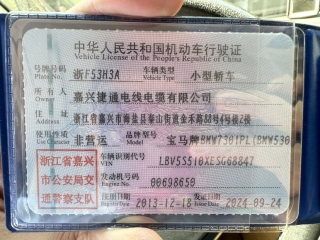 中华人民共和国机动车行驶证
Vehicle License of the People's Republic of China
号牌号码 浙F53H3A 车辆类型 小型轿车
Plate No. Vehicle Type
所有人 嘉兴捷通电线电缆有限公司
Owner
住址 浙江省嘉兴市海盐县秦山街道金禾路88号4号楼2楼
Address
使用性质 非营运 品牌型号 宝马牌BMW7301PL(BMW530
Use Character Model
浙江省嘉兴
市公安局交
通警察支队
车辆识别代号 LBV5S510XESG68847
VIN
发动机号码 00698650
Engine No.
注册日期 2013-12-18 发证日期 2024-09-24
Register Date Issue Date